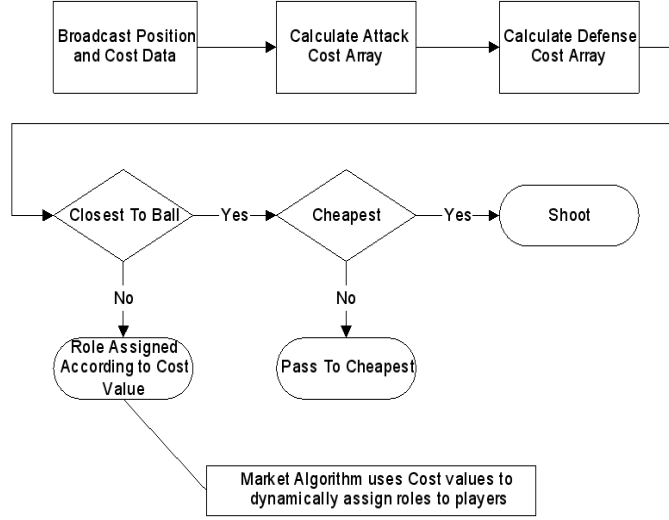 Broadcast Position
and Cost Data
Calculate Attack
Cost Array
Calculate Defense
Cost Array
Closest To Ball
Yes
Cheapest
Yes
Shoot
No
No
Role Assigned
According to Cost
Value
Pass To Cheapest
Market Algorithm uses Cost values to
dynamically assign roles to players